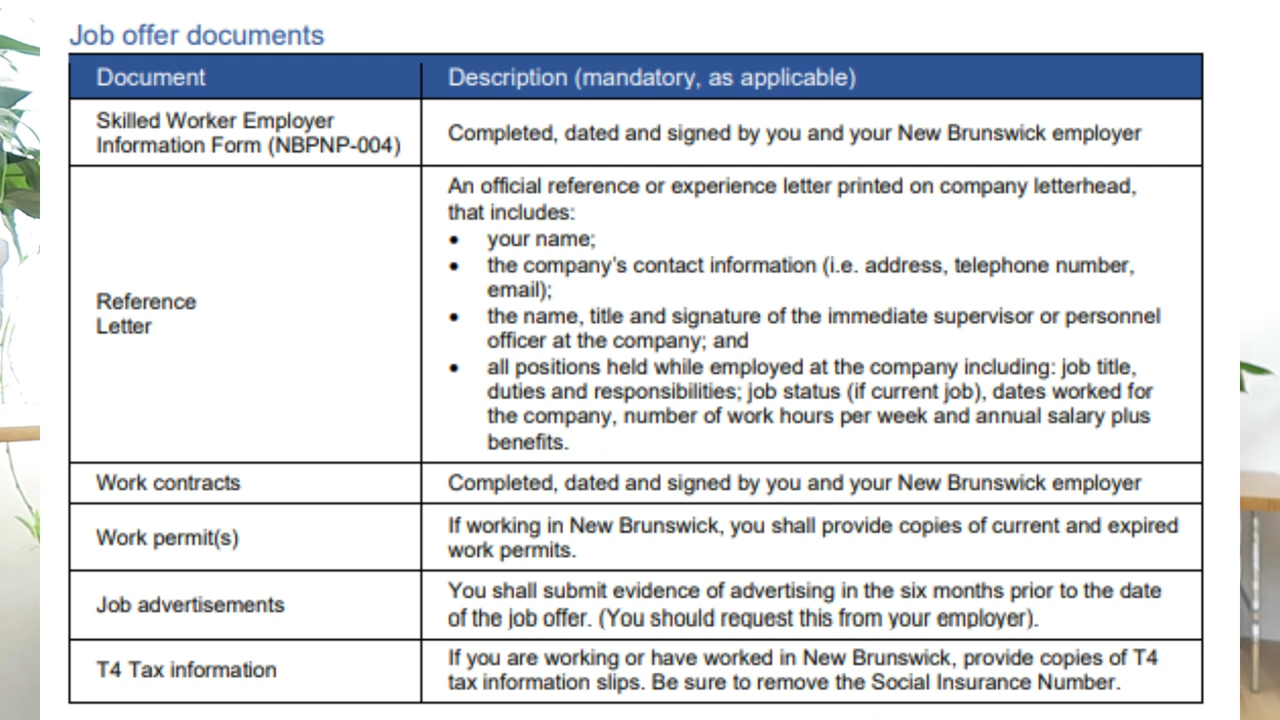 Job offer documents
Document
Description (mandatory, as applicable)
Skilled Worker Employer
Information Form (NBPNP-004)
Completed, dated and signed by you and your New Brunswick employer
Reference
Letter
An official reference or experience letter printed on company letterhead,
that includes:
• your name;
• the company's contact information (i.e. address, telephone number,
email);
• the name, title and signature of the immediate supervisor or personnel
officer at the company; and
• all positions held while employed at the company including: job title,
duties and responsibilities; job status (if current job), dates worked for
the company, number of work hours per week and annual salary plus
benefits.
Work contracts
Completed, dated and signed by you and your New Brunswick employer
Work permit(s)
If working in New Brunswick, you shall provide copies of current and expired
work permits.
Job advertisements
You shall submit evidence of advertising in the six months prior to the date
of the job offer. (You should request this from your employer).
T4 Tax information
If you are working or have worked in New Brunswick, provide copies of T4
tax information slips. Be sure to remove the Social Insurance Number.